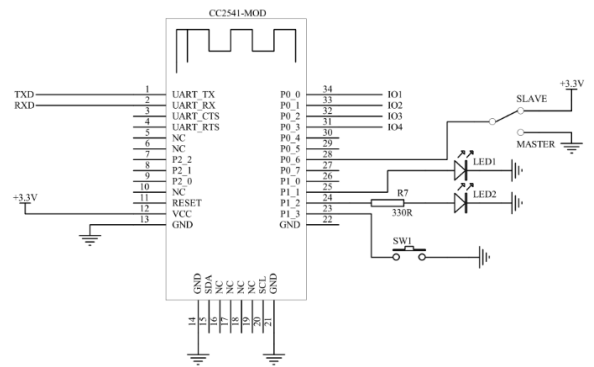 CC2541-MOD
TXD 1 UART_TX P0_0 34 IO1
RXD 2 UART_RX P0_1 33 IO2
3 UART_CTS P0_2 32 IO3
4 UART_RTS P0_3 31 IO4
5 NC P0_4 30
6 NC P0_5 29
7 P2_2 P0_6 28
8 P2_1 P0_7 27
9 P2_0 P1_0 26
10 NC P1_1 25
11 RESET P1_2 24
+3.3V 12 VCC P1_3 23
13 GND GND 22
+3.3V
SLAVE
MASTER
LED1
R7
330R
LED2
SW1
GND SDA NC NC NC NC SCL GND
14 15 16 17 18 19 20 21